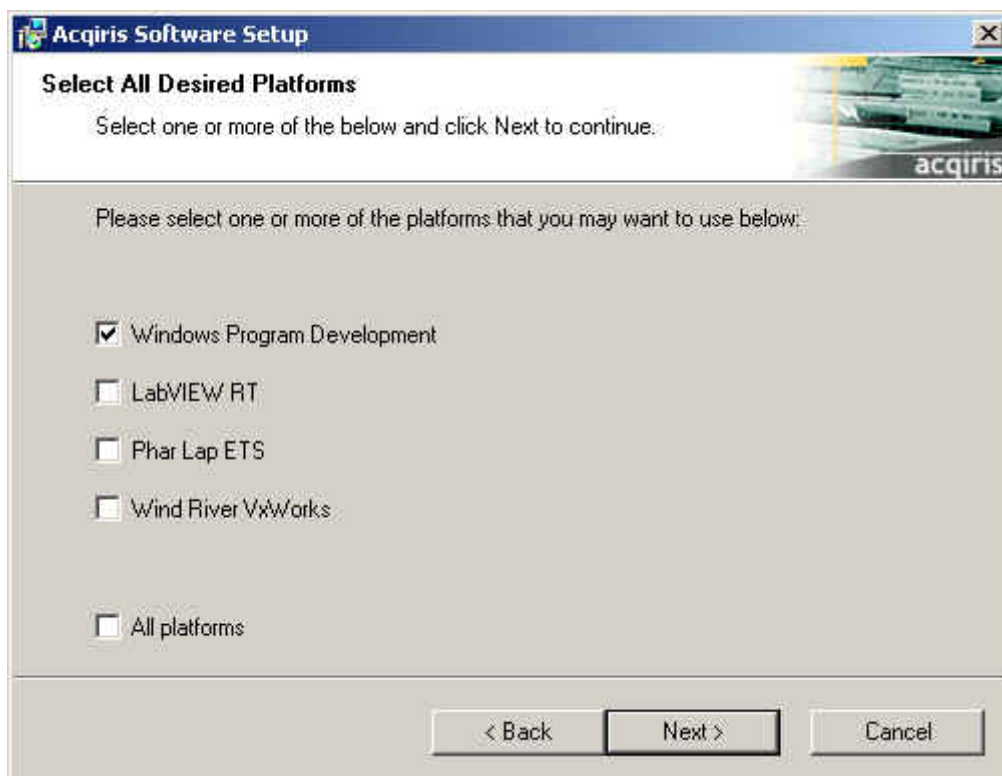 Acqiris Software Setup
Select All Desired Platforms
Select one or more of the below and click Next to continue.
acqiris
Please select one or more of the platforms that you may want to use below:
Windows Program Development
LabVIEW RT
Phar Lap ETS
Wind River VxWorks
All platforms
< Back
Next >
Cancel